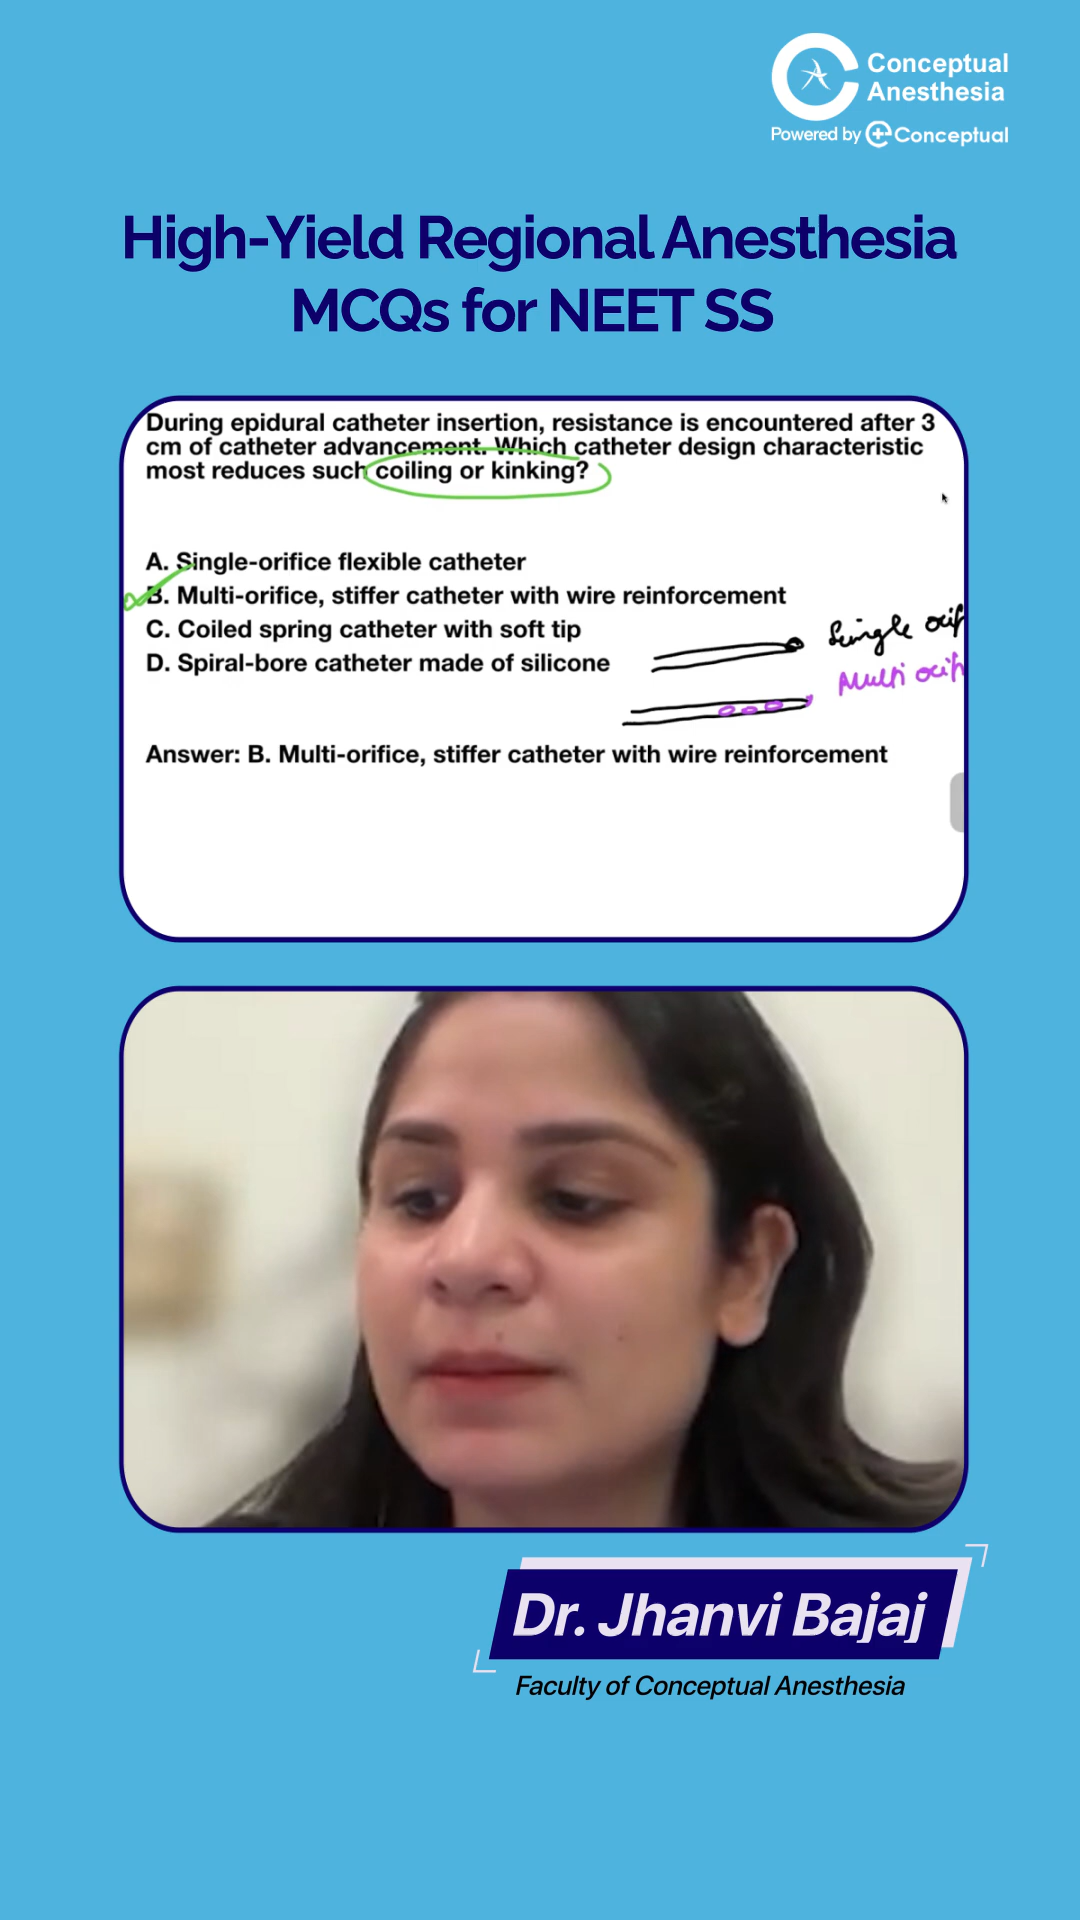 Conceptual
Anesthesia
Powered by Conceptual
High-Yield Regional Anesthesia
MCQs for NEET SS
During epidural catheter insertion, resistance is encountered after 3
cm of catheter advancement. Which catheter design characteristic
most reduces such coiling or kinking?
A. Single-orifice flexible catheter
B. Multi-orifice, stiffer catheter with wire reinforcement
C. Coiled spring catheter with soft tip
D. Spiral-bore catheter made of silicone
Single
Multi
Answer: B. Multi-orifice, stiffer catheter with wire reinforcement
Dr. Jhanvi Bajaj
Faculty of Conceptual Anesthesia